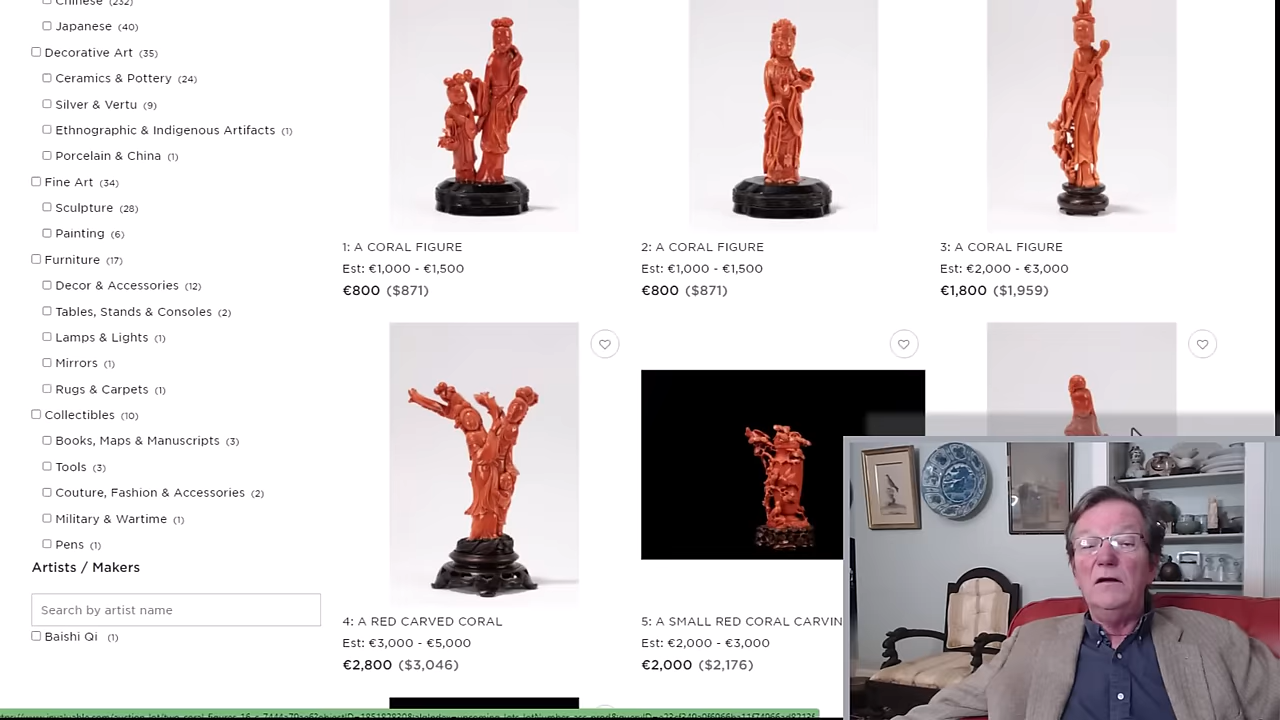 Chinese (232)
Japanese (40)
Decorative Art (35)
Ceramics & Pottery (24)
Silver & Vertu (9)
Ethnographic & Indigenous Artifacts (1)
Porcelain & China (1)
Fine Art (34)
Sculpture (28)
Painting (6)
Furniture (17)
Decor & Accessories (12)
Tables, Stands & Consoles (2)
Lamps & Lights (1)
Mirrors (1)
Rugs & Carpets (1)
Collectibles (10)
Books, Maps & Manuscripts (3)
Tools (3)
Couture, Fashion & Accessories (2)
Military & Wartime (1)
Pens (1)
Artists / Makers
Search by artist name
Baishi Qi (1)
1: A CORAL FIGURE
Est: €1,000 - €1,500
€800 ($871)
2: A CORAL FIGURE
Est: €1,000 - €1,500
€800 ($871)
3: A CORAL FIGURE
Est: €2,000 - €3,000
€1,800 ($1,959)
4: A RED CARVED CORAL
Est: €3,000 - €5,000
€2,800 ($3,046)
5: A SMALL RED CORAL CARVIN
Est: €2,000 - €3,000
€2,000 ($2,176)